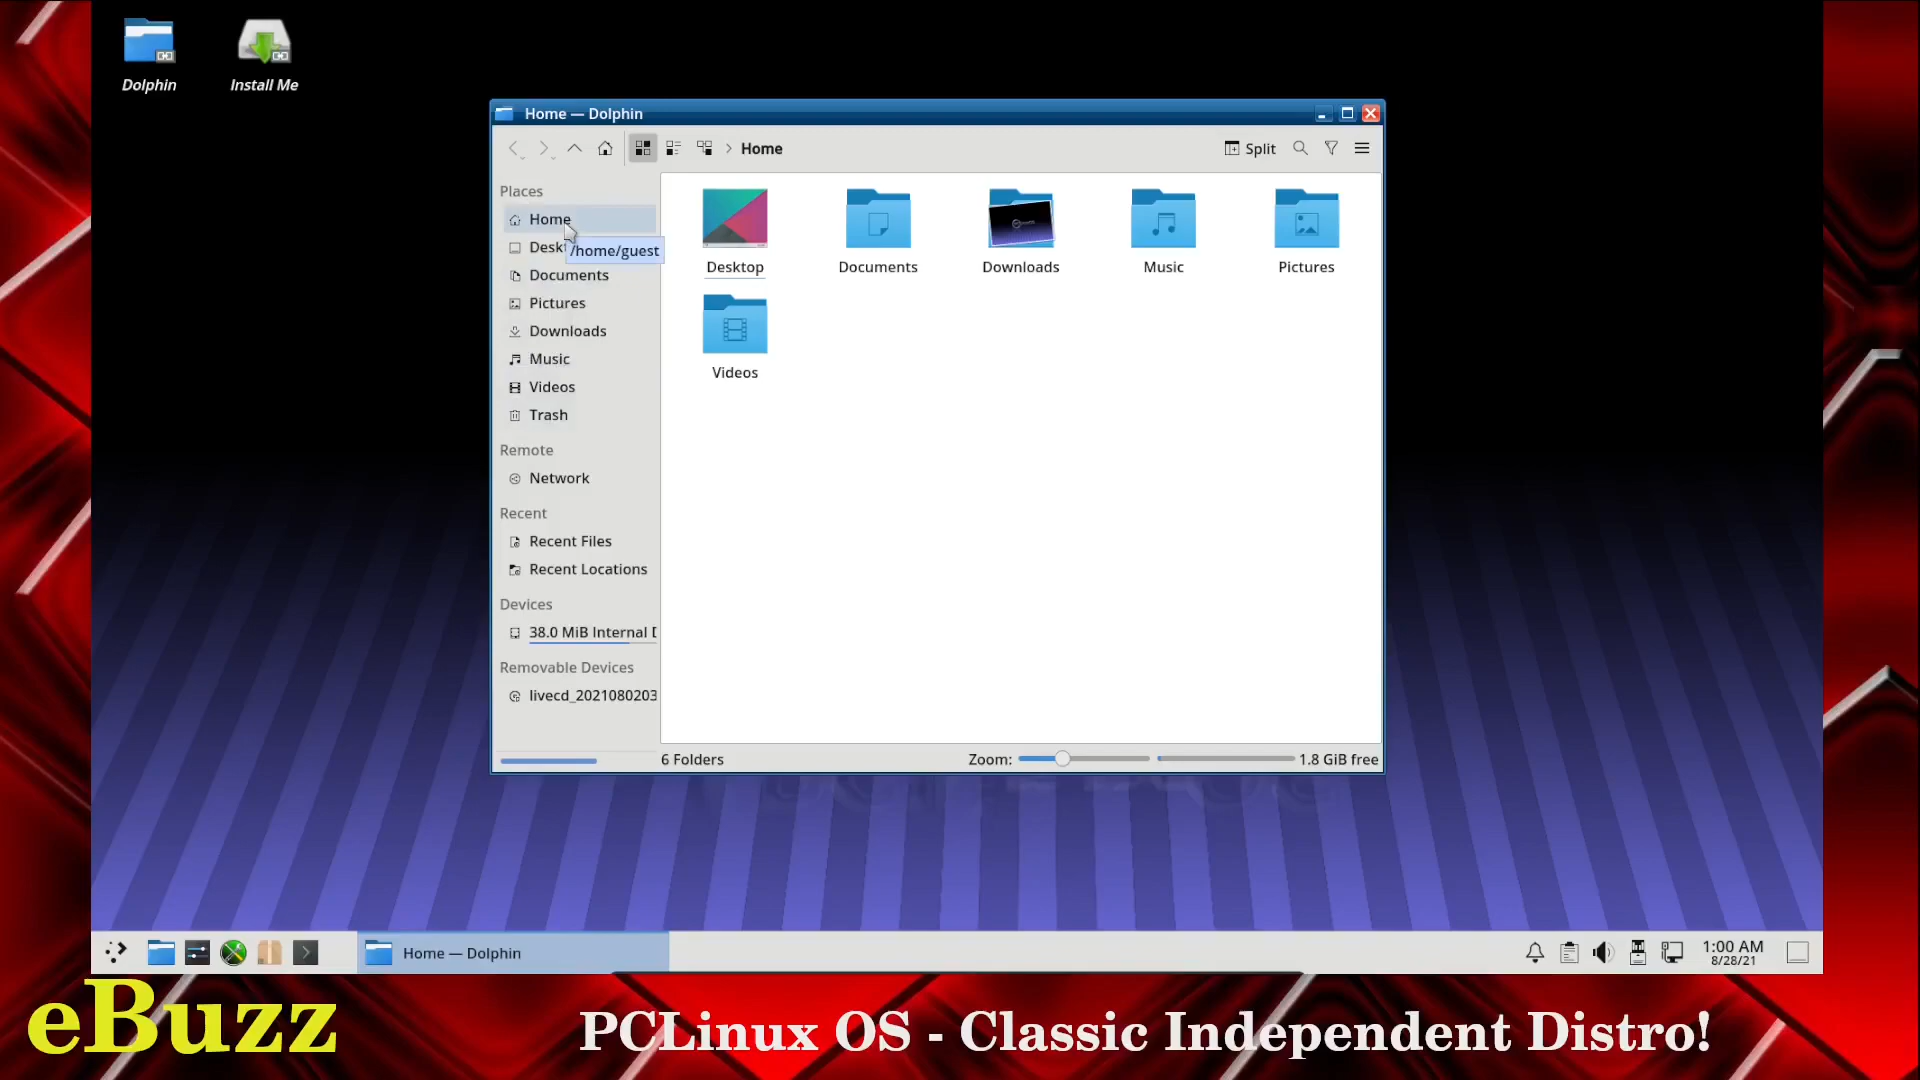 Dolphin
Install Me
Home — Dolphin
Home
Split
Places
Home
Desk
/home/guest
Documents
Pictures
Downloads
Music
Videos
Trash
Remote
Network
Recent
Recent Files
Recent Locations
Devices
38.0 MiB Internal D
Removable Devices
livecd_2021080203
Desktop
Documents
Downloads
Music
Pictures
Videos
6 Folders
Zoom:
1.8 GiB free
Home — Dolphin
1:00 AM
8/28/21
eBuzz
PCLinux OS - Classic Independent Distro!